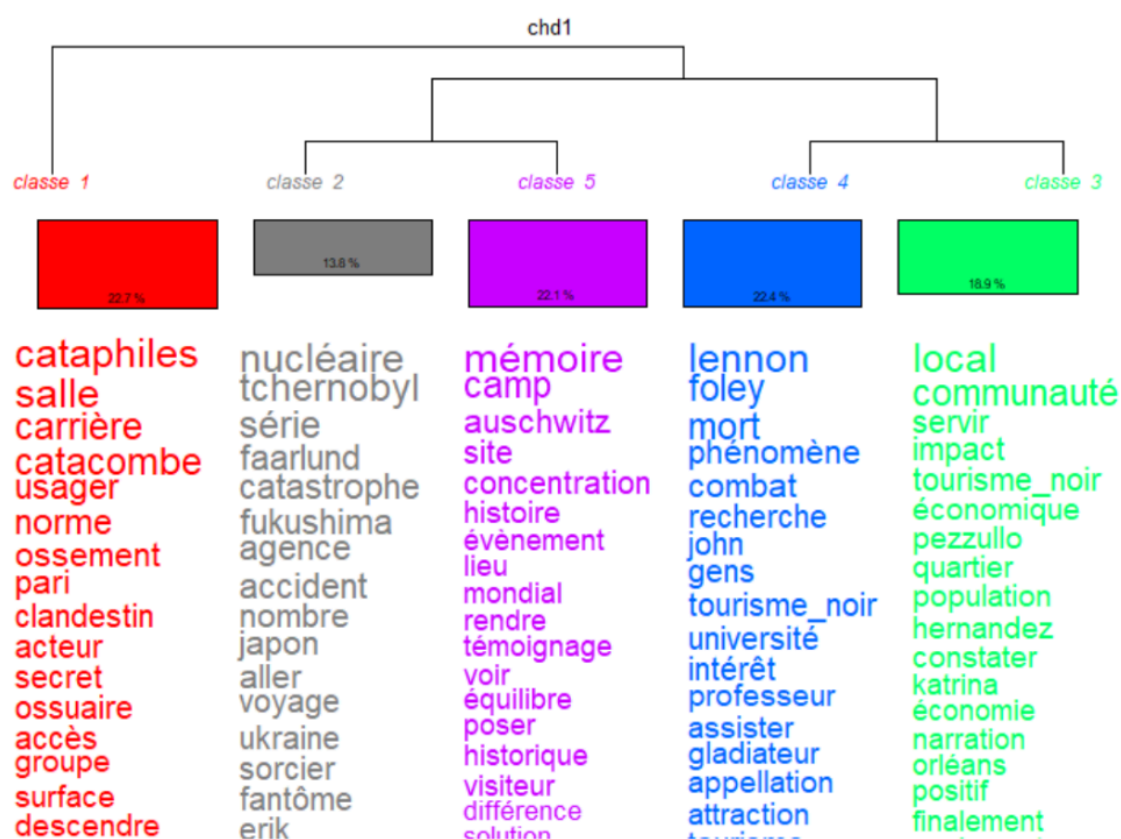 chd1
classe 1
classe 2
classe 5
classe 4
classe 3
22.7 %
13.8 %
22.1 %
22.4 %
18.9 %
cataphiles
salle
carrière
catacombe
usager
norme
ossement
pari
clandestin
acteur
secret
ossuaire
accès
groupe
surface
descendre
nucléaire
tchernobyl
série
faarlund
catastrophe
fukushima
agence
accident
nombre
japon
aller
voyage
ukraine
sorcier
fantôme
erik
mémoire
camp
auschwitz
site
concentration
histoire
évènement
lieu
mondial
rendre
témoignage
voir
équilibre
poser
historique
visiteur
différence
solution
lennon
foley
mort
phénomène
combat
recherche
john
gens
tourisme_noir
université
intérêt
professeur
assister
gladiateur
appellation
attraction
local
communauté
servir
impact
tourisme_noir
économique
pezzullo
quartier
population
hernandez
constater
katrina
économie
narration
orléans
positif
finalement